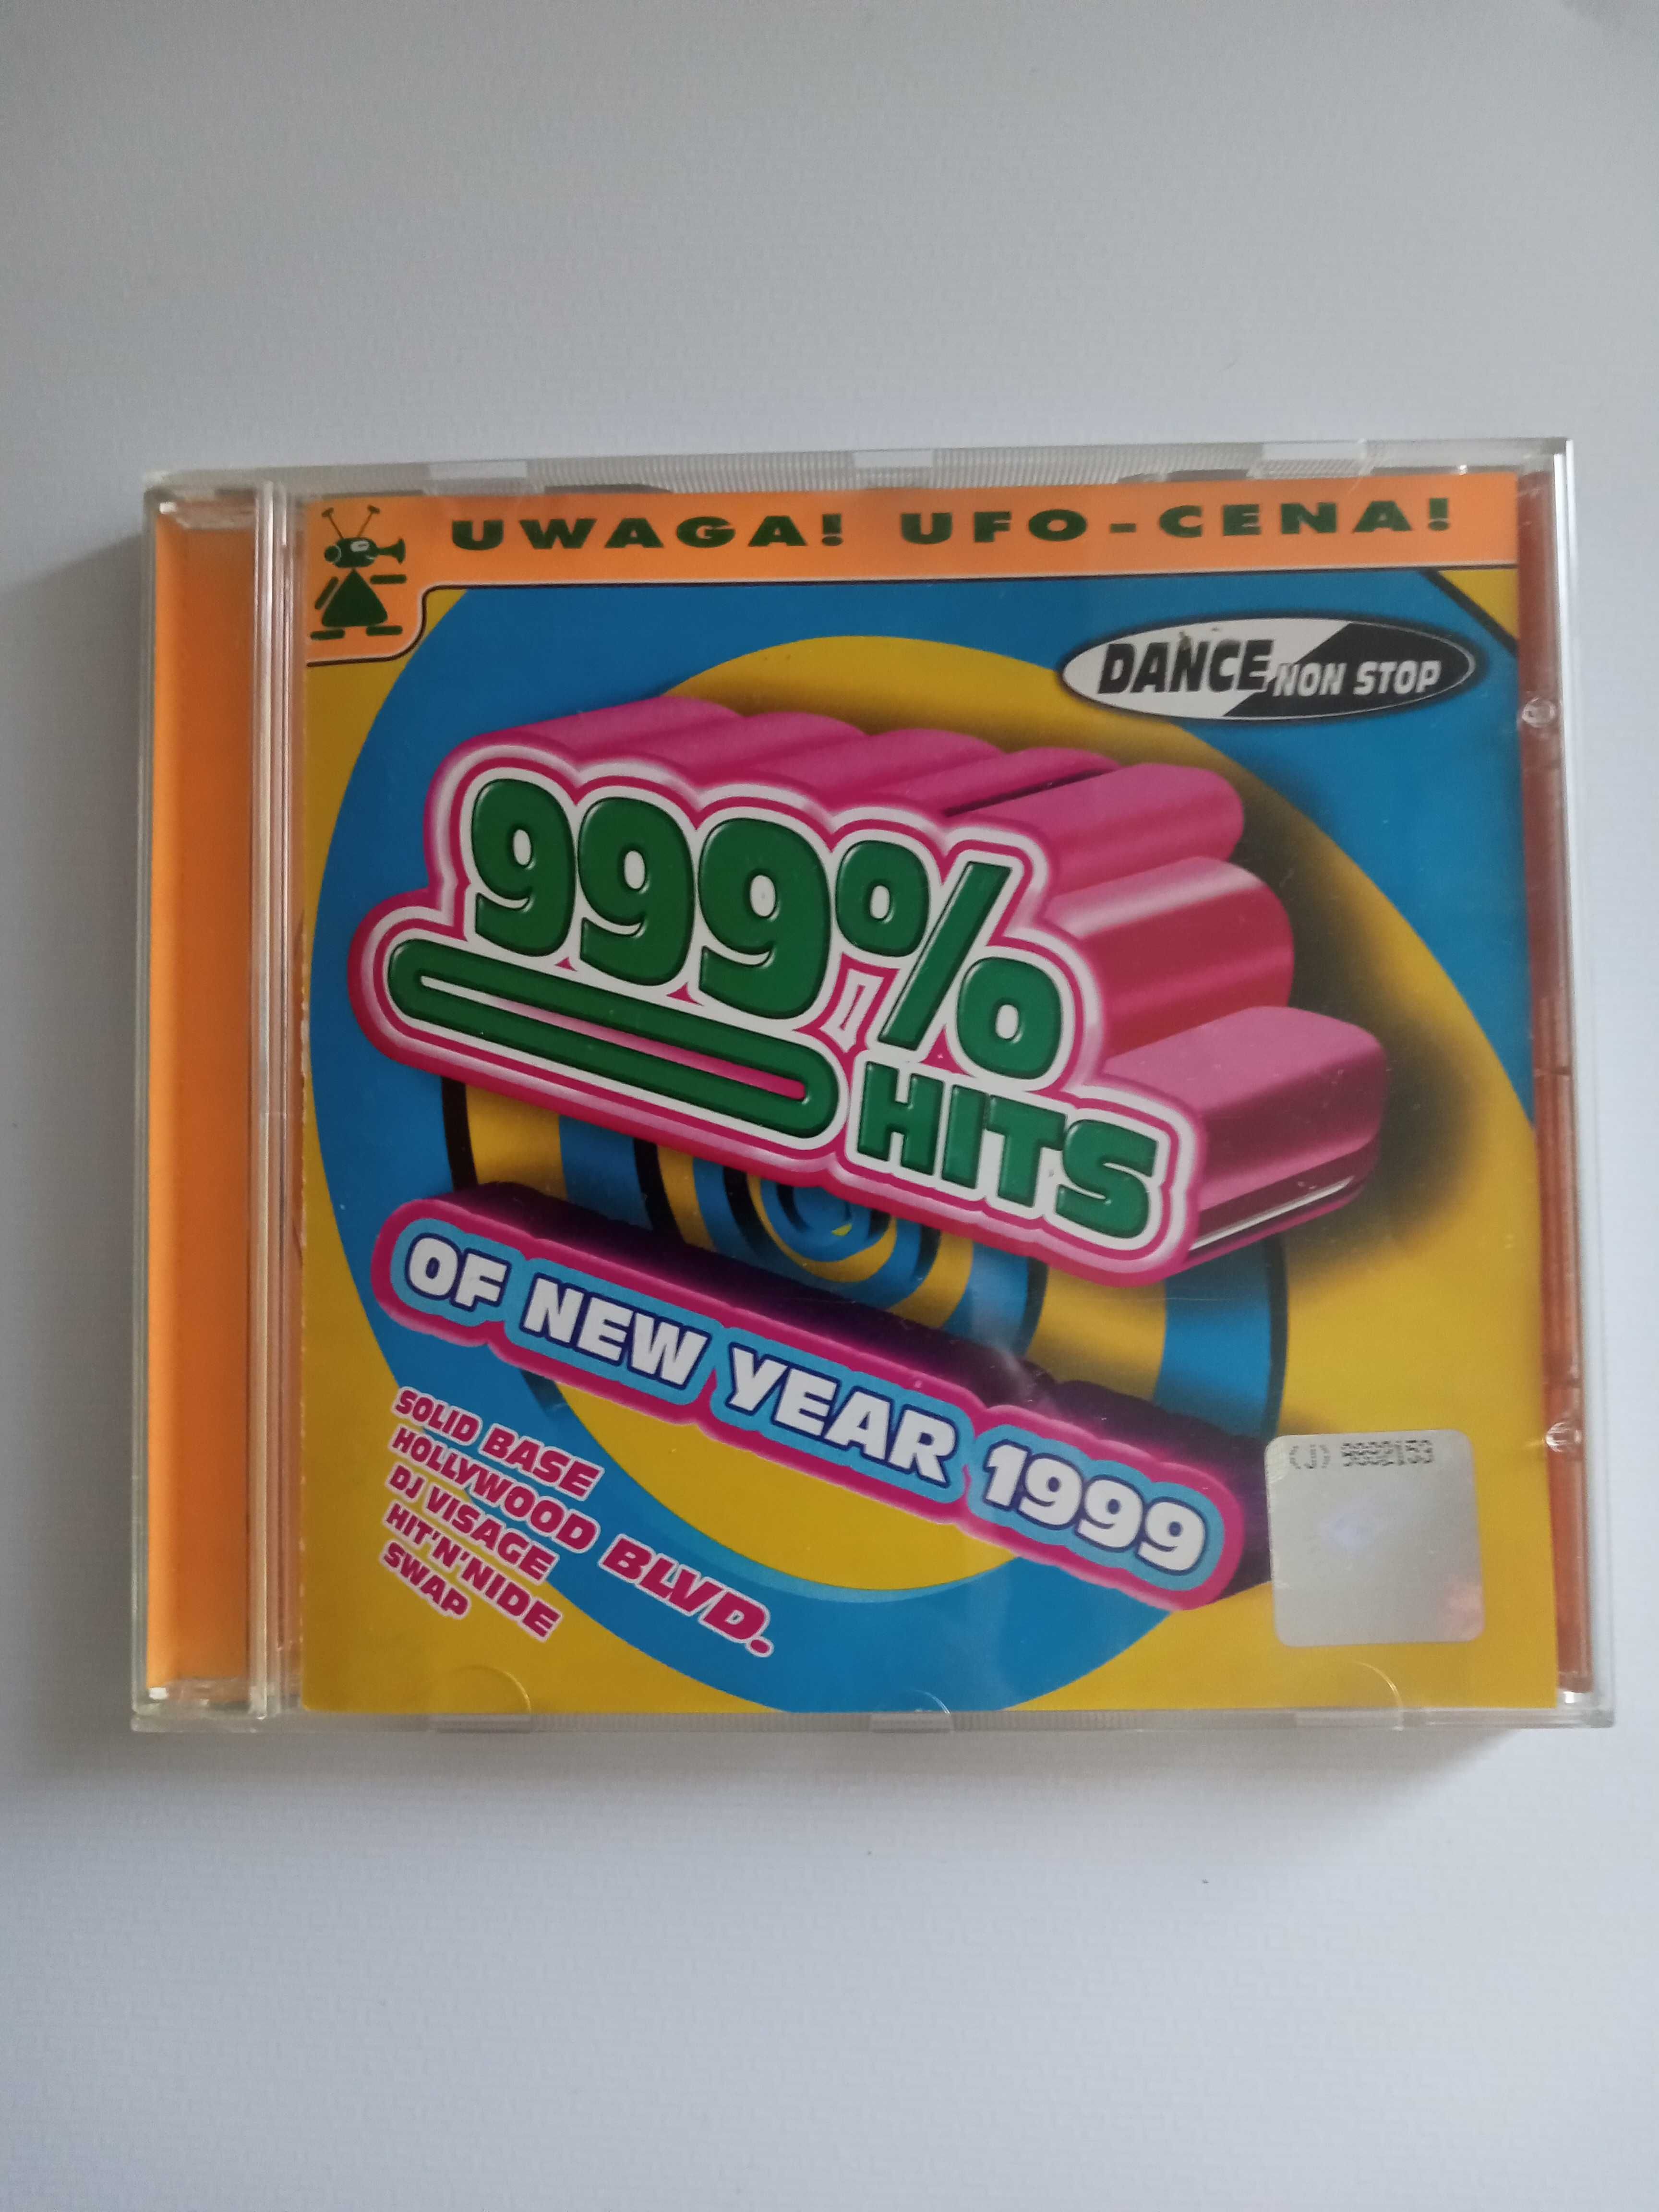 UWAGA! UFO-CENA!
DANCE NON STOP
999%
HITS
OF NEW YEAR 1999
SOLID BASE
HOLLYWOOD BLVD.
DJ VISAGE
HIT'N'NIDE
SWAP